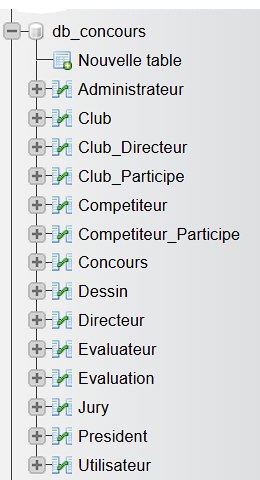 db_concours
Nouvelle table
Administrateur
Club
Club_Directeur
Club_Participe
Competiteur
Competiteur_Participe
Concours
Dessin
Directeur
Evaluateur
Evaluation
Jury
President
Utilisateur